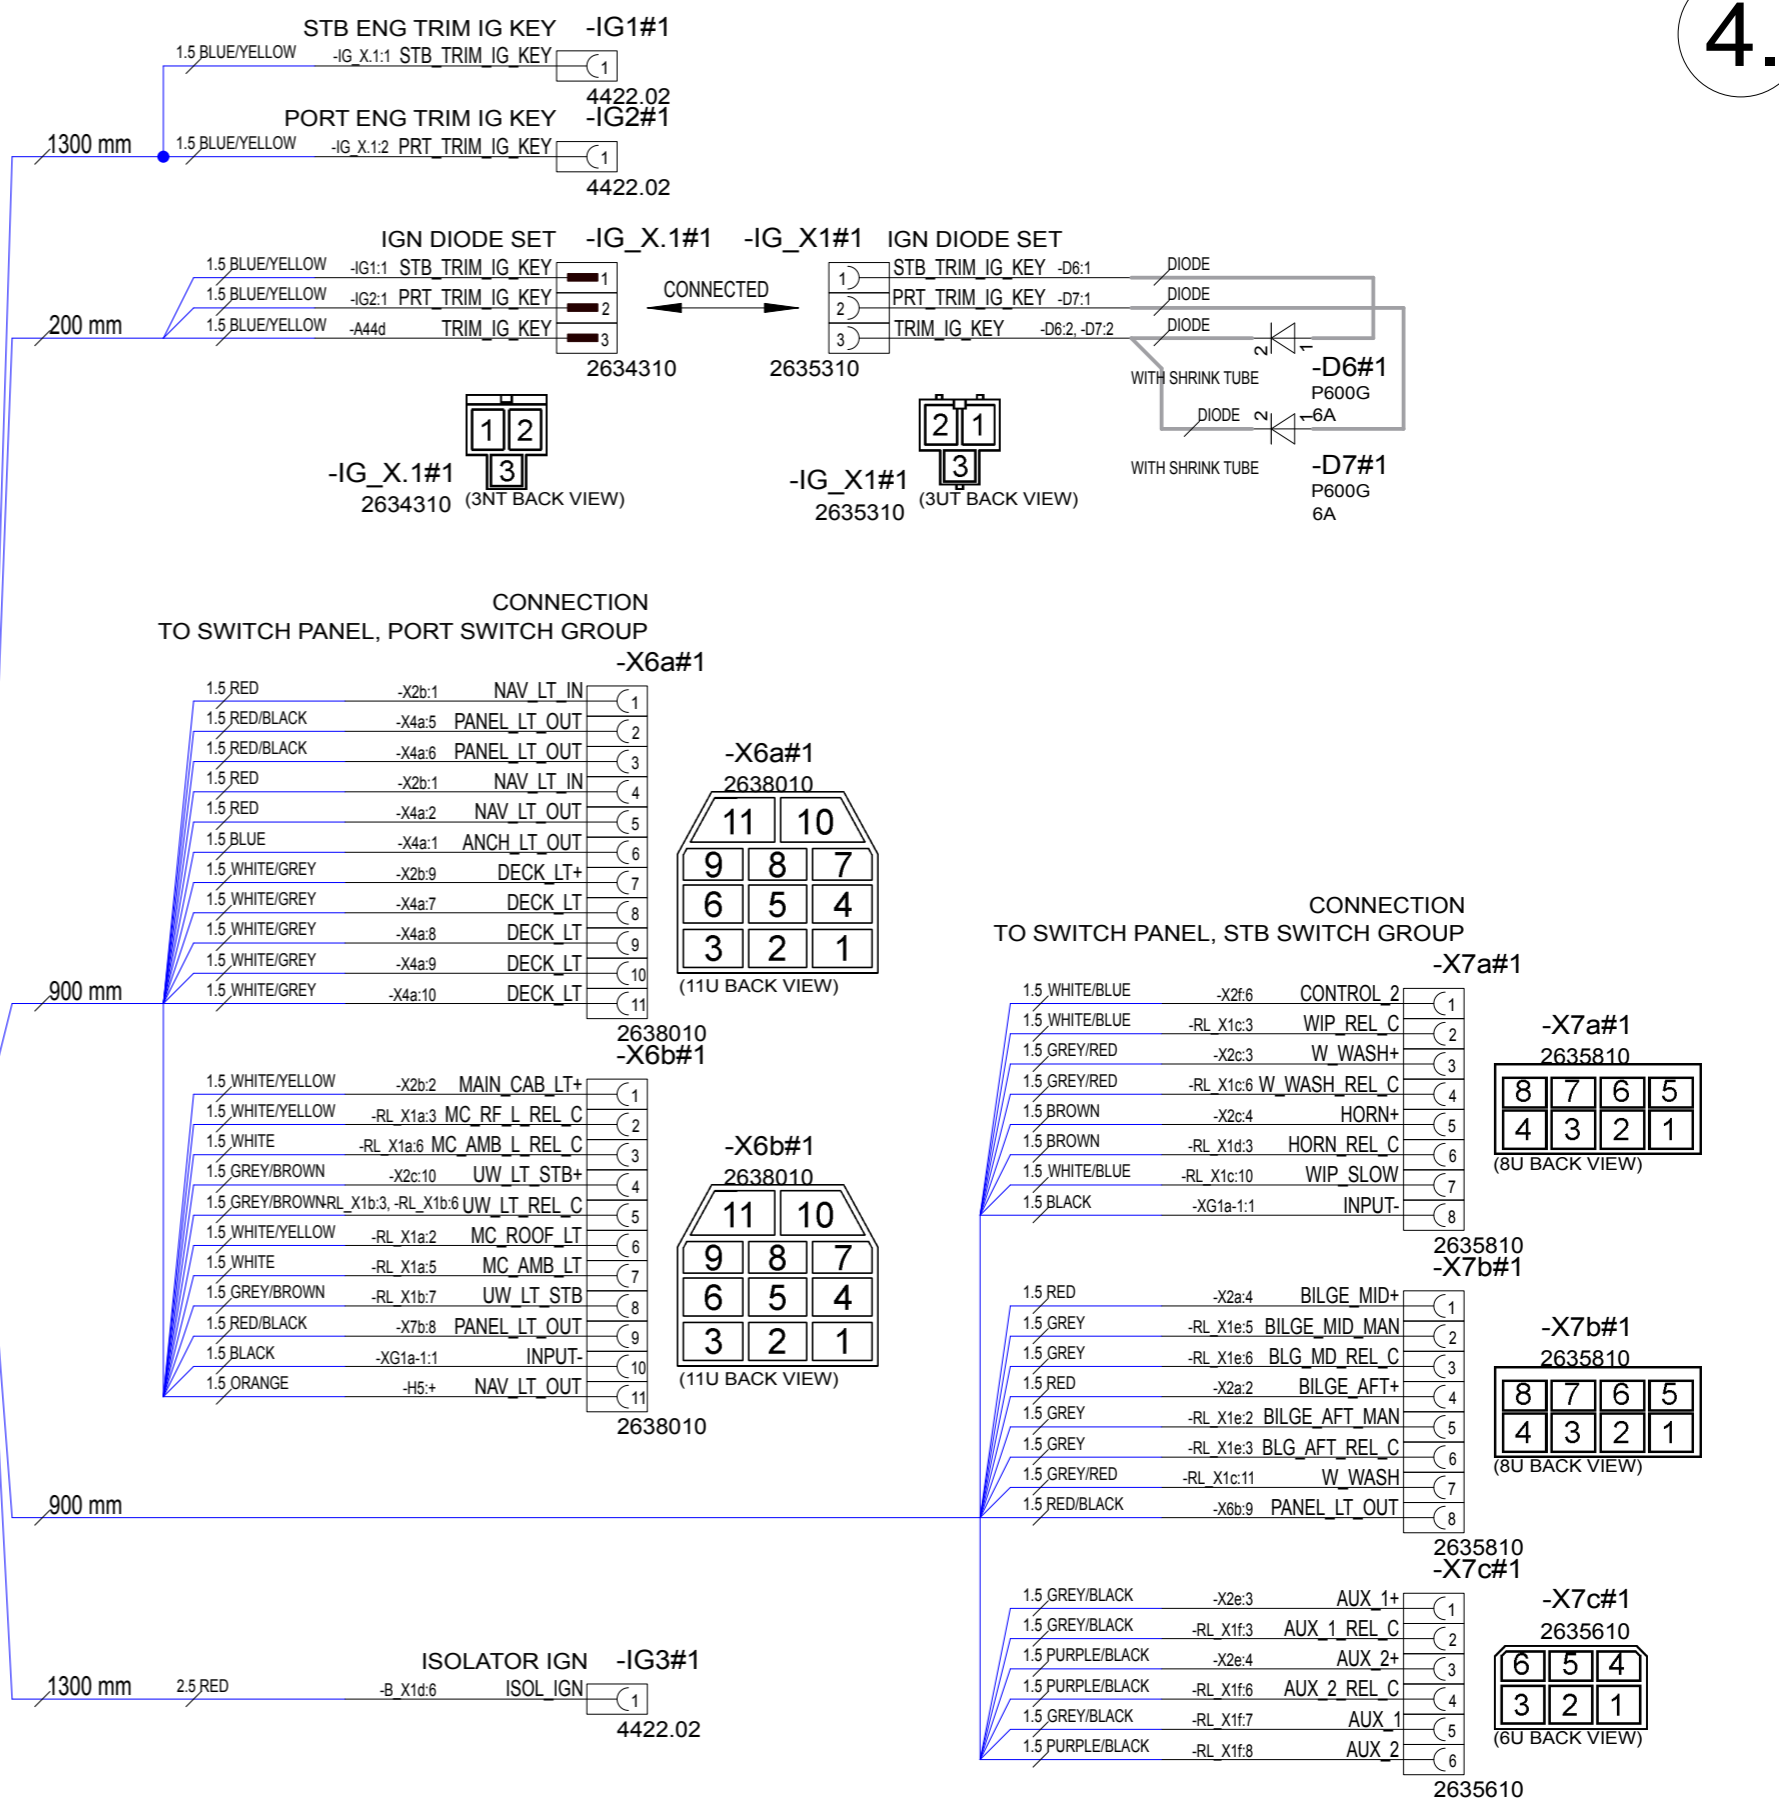 4.
STB ENG TRIM IG KEY -IG1#1
1.5 BLUE/YELLOW -IG_X.1:1 STB_TRIM_IG_KEY 1
4422.02
PORT ENG TRIM IG KEY -IG2#1
1300 mm 1.5 BLUE/YELLOW -IG_X.1:2 PRT_TRIM_IG_KEY 1
4422.02
IGN DIODE SET -IG_X.1#1 -IG_X1#1 IGN DIODE SET
1.5 BLUE/YELLOW -IG1:1 STB_TRIM_IG_KEY 1 1 STB_TRIM_IG_KEY -D6:1 DIODE
1.5 BLUE/YELLOW -IG2:1 PRT_TRIM_IG_KEY 2 CONNECTED 2 PRT_TRIM_IG_KEY -D7:1 DIODE
200 mm 1.5 BLUE/YELLOW -A44d TRIM_IG_KEY 3 3 TRIM_IG_KEY -D6:2, -D7:2 DIODE
2 1
2634310 2635310 WITH SHRINK TUBE -D6#1
P600G
6A
DIODE 2 1
WITH SHRINK TUBE -D7#1
P600G
6A
1 2
3
-IG_X.1#1
2634310 (3NT BACK VIEW)
2 1
3
-IG_X1#1
2635310 (3UT BACK VIEW)
CONNECTION
TO SWITCH PANEL, PORT SWITCH GROUP
-X6a#1
1.5 RED -X2b:1 NAV_LT_IN 1
1.5 RED/BLACK -X4a:5 PANEL_LT_OUT 2
1.5 RED/BLACK -X4a:6 PANEL_LT_OUT 3
1.5 RED -X2b:1 NAV_LT_IN 4
1.5 RED -X4a:2 NAV_LT_OUT 5
1.5 BLUE -X4a:1 ANCH_LT_OUT 6
1.5 WHITE/GREY -X2b:9 DECK_LT+ 7
1.5 WHITE/GREY -X4a:7 DECK_LT 8
1.5 WHITE/GREY -X4a:8 DECK_LT 9
1.5 WHITE/GREY -X4a:9 DECK_LT 10
900 mm 1.5 WHITE/GREY -X4a:10 DECK_LT 11
2638010
-X6a#1
2638010
11 10
9 8 7
6 5 4
3 2 1
(11U BACK VIEW)
-X6b#1
1.5 WHITE/YELLOW -X2b:2 MAIN_CAB_LT+ 1
1.5 WHITE/YELLOW -RL_X1a:3 MC_RF_L_REL_C 2
1.5 WHITE -RL_X1a:6 MC_AMB_L_REL_C 3
1.5 GREY/BROWN -X2c:10 UW_LT_STB+ 4
1.5 GREY/BROWN -RL_X1b:3, -RL_X1b:6 UW_LT_REL_C 5
1.5 WHITE/YELLOW -RL_X1a:2 MC_ROOF_LT 6
1.5 WHITE -RL_X1a:5 MC_AMB_LT 7
1.5 GREY/BROWN -RL_X1b:7 UW_LT_STB 8
1.5 RED/BLACK -X7b:8 PANEL_LT_OUT 9
1.5 BLACK -XG1a-1:1 INPUT- 10
1.5 ORANGE -H5:+ NAV_LT_OUT 11
2638010
-X6b#1
2638010
11 10
9 8 7
6 5 4
3 2 1
(11U BACK VIEW)
CONNECTION
TO SWITCH PANEL, STB SWITCH GROUP
-X7a#1
1.5 WHITE/BLUE -X2f:6 CONTROL_2 1
1.5 WHITE/BLUE -RL_X1c:3 WIP_REL_C 2
1.5 GREY/RED -X2c:3 W_WASH+ 3
1.5 GREY/RED -RL_X1c:6 W_WASH_REL_C 4
1.5 BROWN -X2c:4 HORN+ 5
1.5 BROWN -RL_X1d:3 HORN_REL_C 6
1.5 WHITE/BLUE -RL_X1c:10 WIP_SLOW 7
1.5 BLACK -XG1a-1:1 INPUT- 8
2635810
-X7a#1
2635810
8 7 6 5
4 3 2 1
(8U BACK VIEW)
-X7b#1
1.5 RED -X2a:4 BILGE_MID+ 1
1.5 GREY -RL_X1e:5 BILGE_MID_MAN 2
1.5 GREY -RL_X1e:6 BLG_MD_REL_C 3
1.5 RED -X2a:2 BILGE_AFT+ 4
1.5 GREY -RL_X1e:2 BILGE_AFT_MAN 5
1.5 GREY -RL_X1e:3 BLG_AFT_REL_C 6
1.5 GREY/RED -RL_X1c:11 W_WASH 7
900 mm 1.5 RED/BLACK -X6b:9 PANEL_LT_OUT 8
2635810
-X7b#1
2635810
8 7 6 5
4 3 2 1
(8U BACK VIEW)
-X7c#1
1.5 GREY/BLACK -X2e:3 AUX_1+ 1
1.5 GREY/BLACK -RL_X1f:3 AUX_1_REL_C 2
1.5 PURPLE/BLACK -X2e:4 AUX_2+ 3
1.5 PURPLE/BLACK -RL_X1f:6 AUX_2_REL_C 4
1.5 GREY/BLACK -RL_X1f:7 AUX_1 5
1.5 PURPLE/BLACK -RL_X1f:8 AUX_2 6
2635610
-X7c#1
2635610
6 5 4
3 2 1
(6U BACK VIEW)
ISOLATOR IGN -IG3#1
1300 mm 2.5 RED -B_X1d:6 ISOL_IGN 1
4422.02